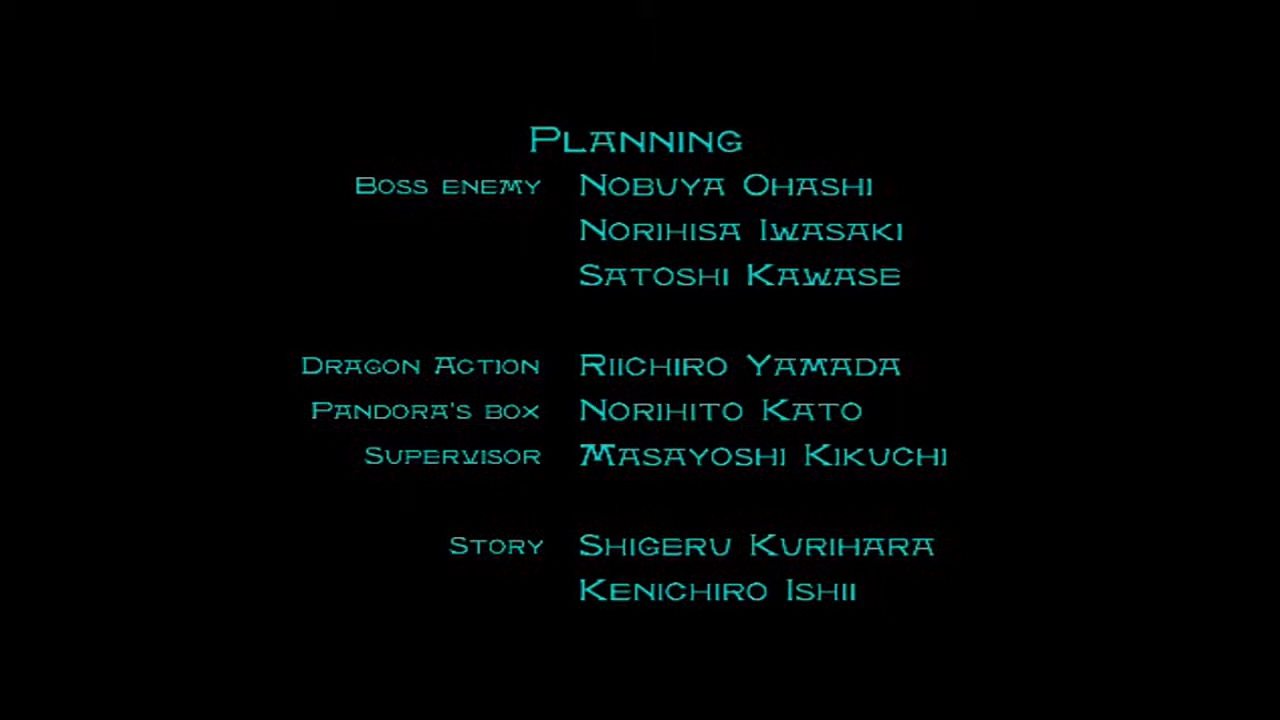 Planning
Boss enemy Nobuya Ohashi
Norihisa Iwasaki
Satoshi Kawase
Dragon Action Riichiro Yamada
Pandora's box Norihito Kato
Supervisor Masayoshi Kikuchi
Story Shigeru Kurihara
Kenichiro Ishii